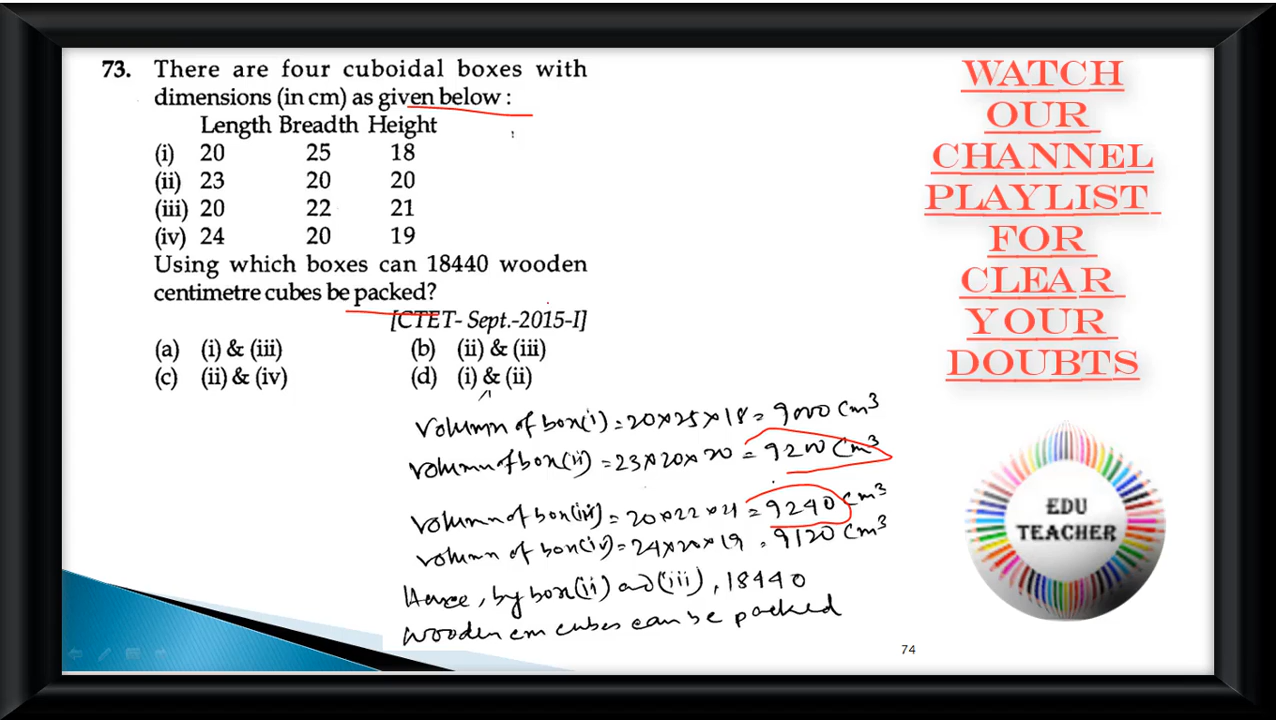 73. There are four cuboidal boxes with
dimensions (in cm) as given below :
Length Breadth Height
(i) 20 25 18
(ii) 23 20 20
(iii) 20 22 21
(iv) 24 20 19
Using which boxes can 18440 wooden
centimetre cubes be packed?
[CTET- Sept.-2015-I]
(a) (i) & (iii) (b) (ii) & (iii)
(c) (ii) & (iv) (d) (i) & (ii)
Volumn of box(i) = 20×25×18 = 9000 Cm³
Volumn of box(ii) = 23×20×20 = 9200 Cm³
Volumn of box(iii) = 20×22×21 = 9240 Cm³
Volumn of box(iv) = 24×20×19 = 9120 Cm³
Hence, by box(ii) and (iii), 18440
wooden cm cubes can be packed
WATCH
OUR
CHANNEL
PLAYLIST
FOR
CLEAR
YOUR
DOUBTS
EDU
TEACHER
74